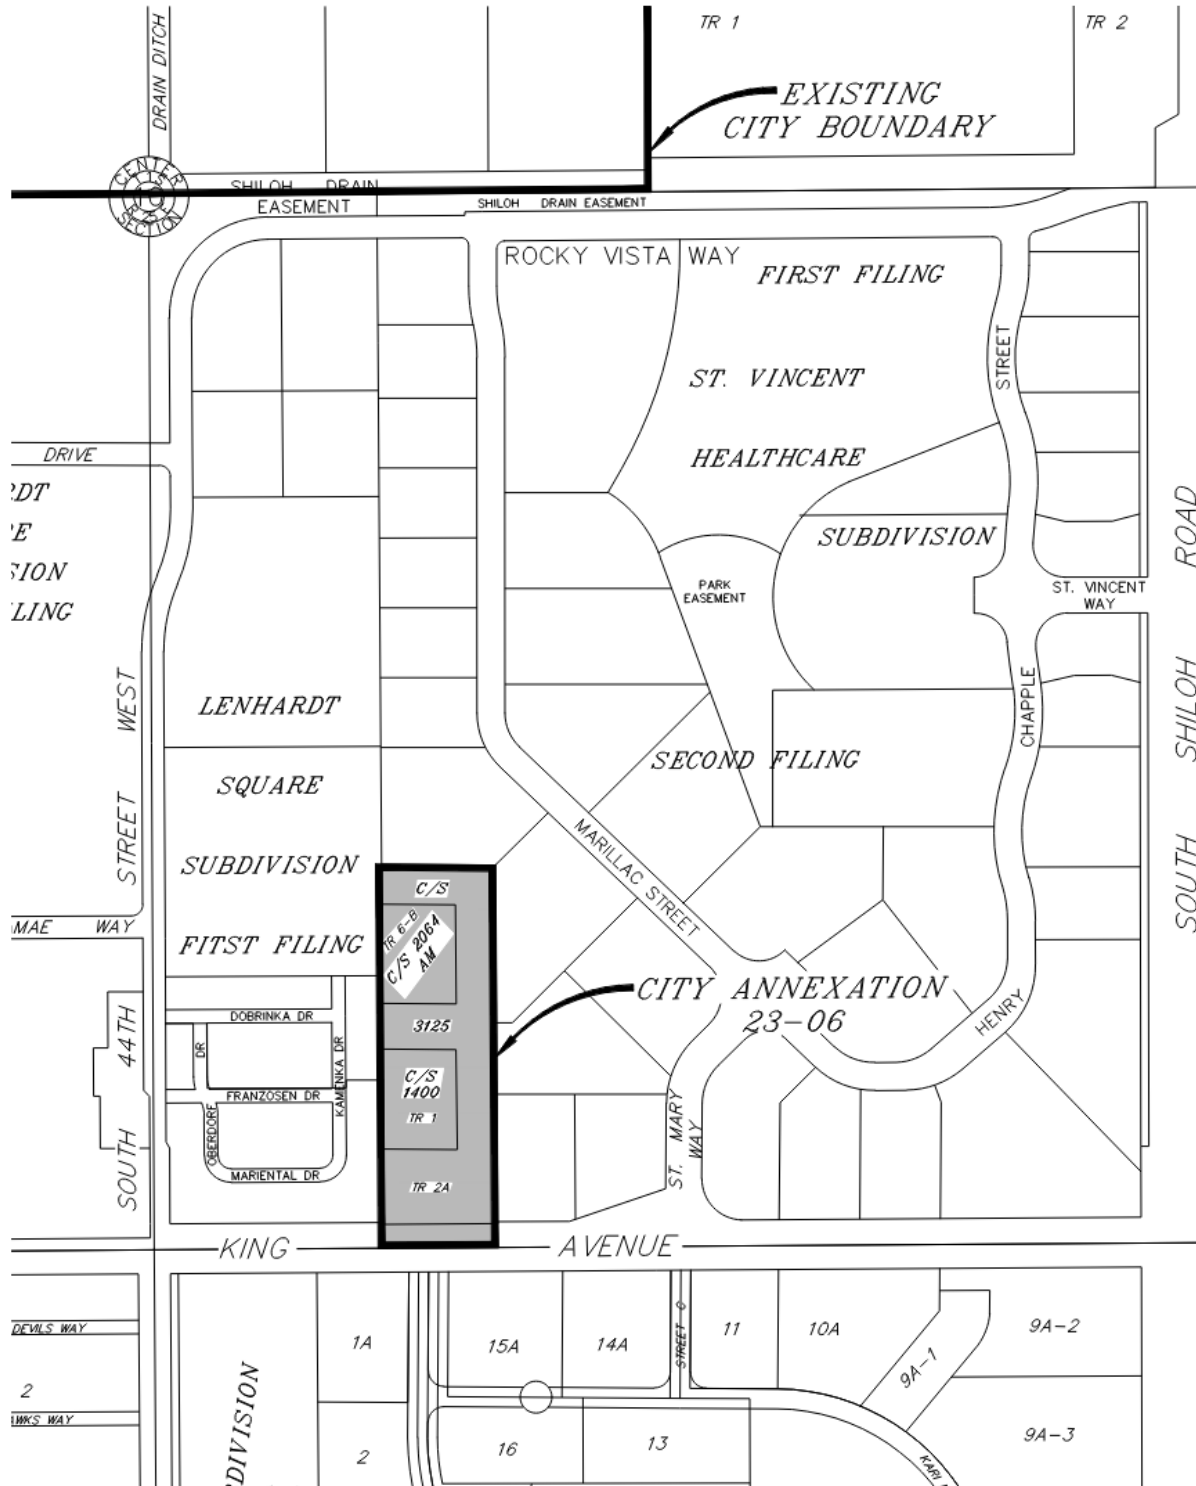 TR 1
TR 2
DRAIN DITCH
EXISTING
CITY BOUNDARY
CENTER
SECTION
SHILOH DRAIN
EASEMENT
SHILOH DRAIN EASEMENT
ROCKY VISTA WAY
FIRST FILING
ST. VINCENT
HEALTHCARE
SUBDIVISION
STREET
DRIVE
RDT
RE
SION
LING
PARK
EASEMENT
ST. VINCENT
WAY
SOUTH SHILOH ROAD
CHAPPLE
SOUTH 44TH STREET WEST
LENHARDT
SQUARE
SUBDIVISION
FITST FILING
SECOND FILING
MARILLAC STREET
MAE WAY
C/S
TR 6-B
C/S 2064
AM
3125
C/S
1400
TR 1
TR 2A
CITY ANNEXATION
23-06
HENRY
DOBRINKA DR
DR
KAMENKA DR
FRANZOSEN DR
OBERDORF
MARIENTAL DR
ST. MARY
WAY
KING AVENUE
DEVILS WAY
2
AWKS WAY
DIVISION
1A
2
15A
14A
STREET C
11
10A
9A-1
9A-2
9A-3
16
13
KARI